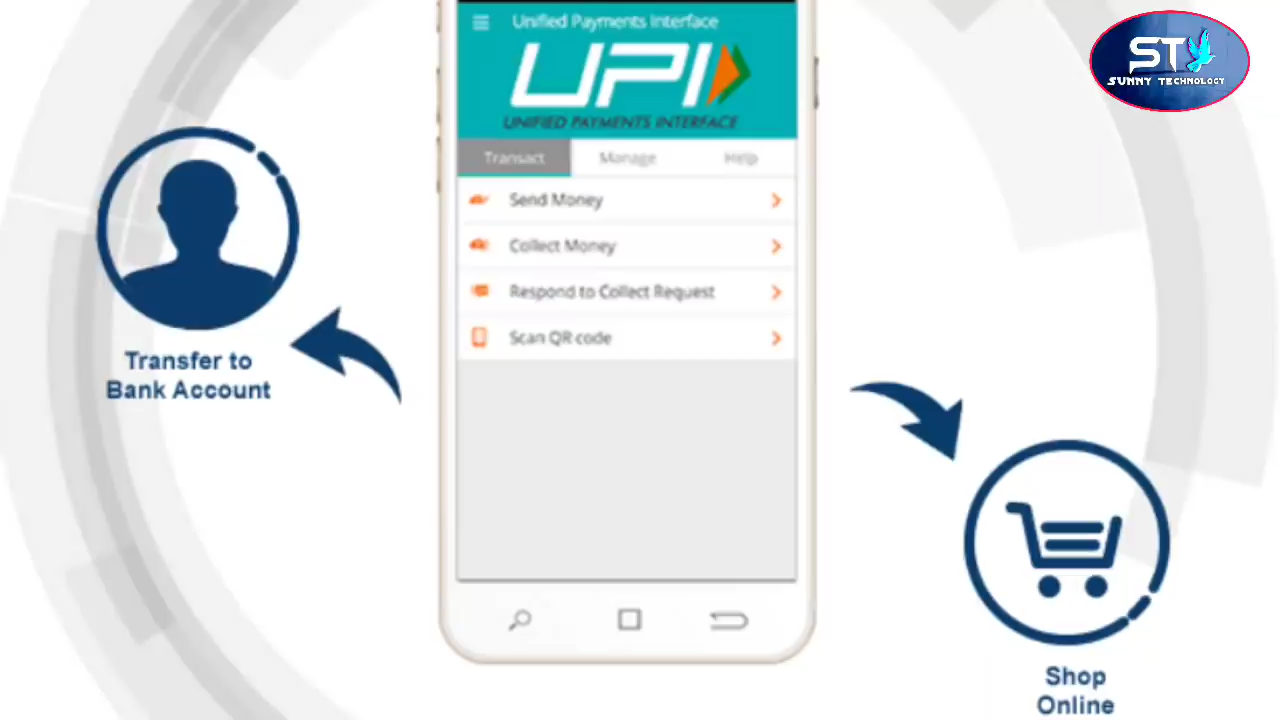 Unified Payments Interface
UPI
UNIFIED PAYMENTS INTERFACE
Transact Manage Help
Send Money
Collect Money
Respond to Collect Request
Scan QR code
Transfer to
Bank Account
Shop
Online
ST
SUNNY TECHNOLOGY